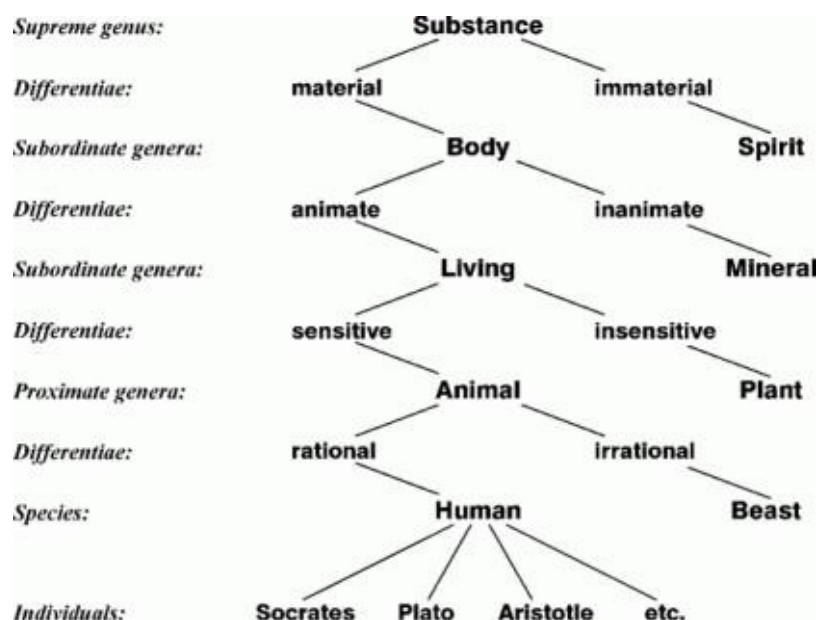 Supreme genus: Substance
Differentiae: material immaterial
Subordinate genera: Body Spirit
Differentiae: animate inanimate
Subordinate genera: Living Mineral
Differentiae: sensitive insensitive
Proximate genera: Animal Plant
Differentiae: rational irrational
Species: Human Beast
Individuals: Socrates Plato Aristotle etc.